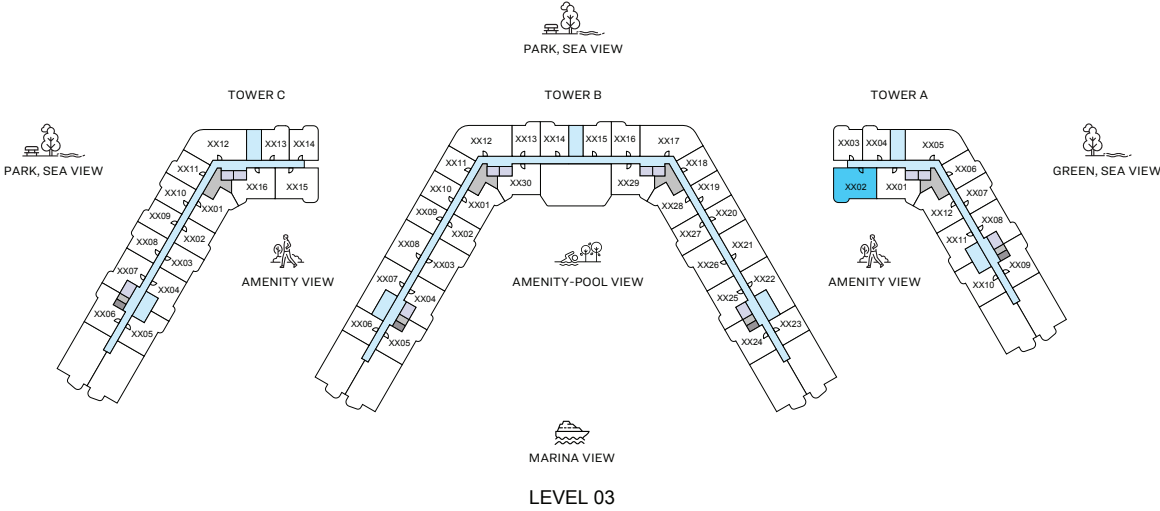 PARK, SEA VIEW
TOWER C
TOWER B
TOWER A
PARK, SEA VIEW
GREEN, SEA VIEW
XX12
XX13
XX14
XX11
XX10
XX09
XX08
XX07
XX06
XX05
XX04
XX03
XX02
XX01
XX16
XX15
AMENITY VIEW
XX12
XX13
XX14
XX15
XX16
XX17
XX11
XX10
XX09
XX08
XX07
XX06
XX05
XX04
XX03
XX02
XX01
XX30
XX29
XX28
XX27
XX26
XX25
XX24
XX23
XX22
XX21
XX20
XX19
XX18
AMENITY-POOL VIEW
XX03
XX04
XX05
XX02
XX01
XX06
XX07
XX08
XX09
XX10
XX11
XX12
AMENITY VIEW
MARINA VIEW
LEVEL 03